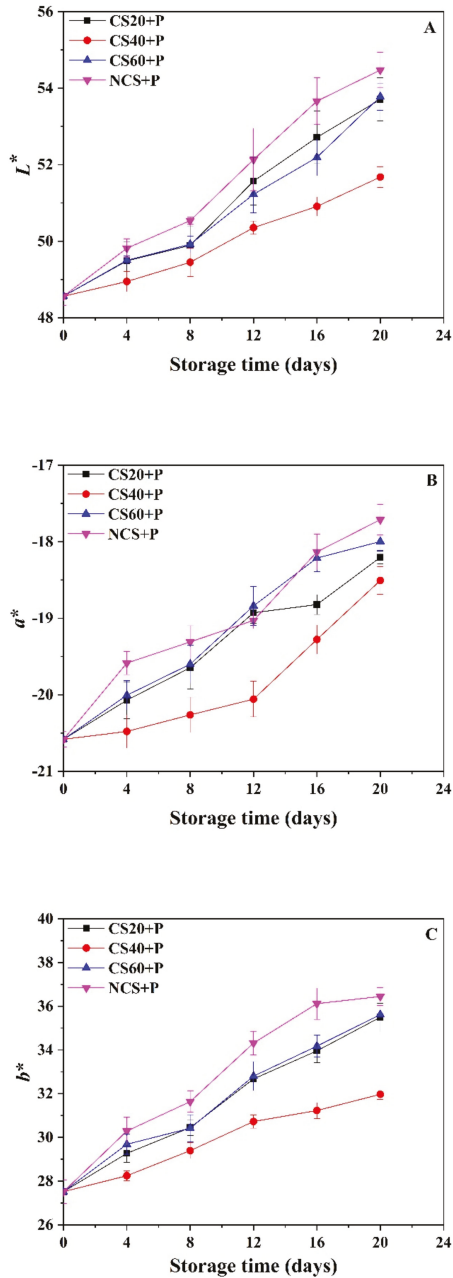 56
54
52
50
48
L*
CS20+P
CS40+P
CS60+P
NCS+P
A
0 4 8 12 16 20 24
Storage time (days)
-17
-18
-19
-20
-21
a*
CS20+P
CS40+P
CS60+P
NCS+P
B
0 4 8 12 16 20 24
Storage time (days)
40
38
36
34
32
30
28
26
b*
CS20+P
CS40+P
CS60+P
NCS+P
C
0 4 8 12 16 20 24
Storage time (days)